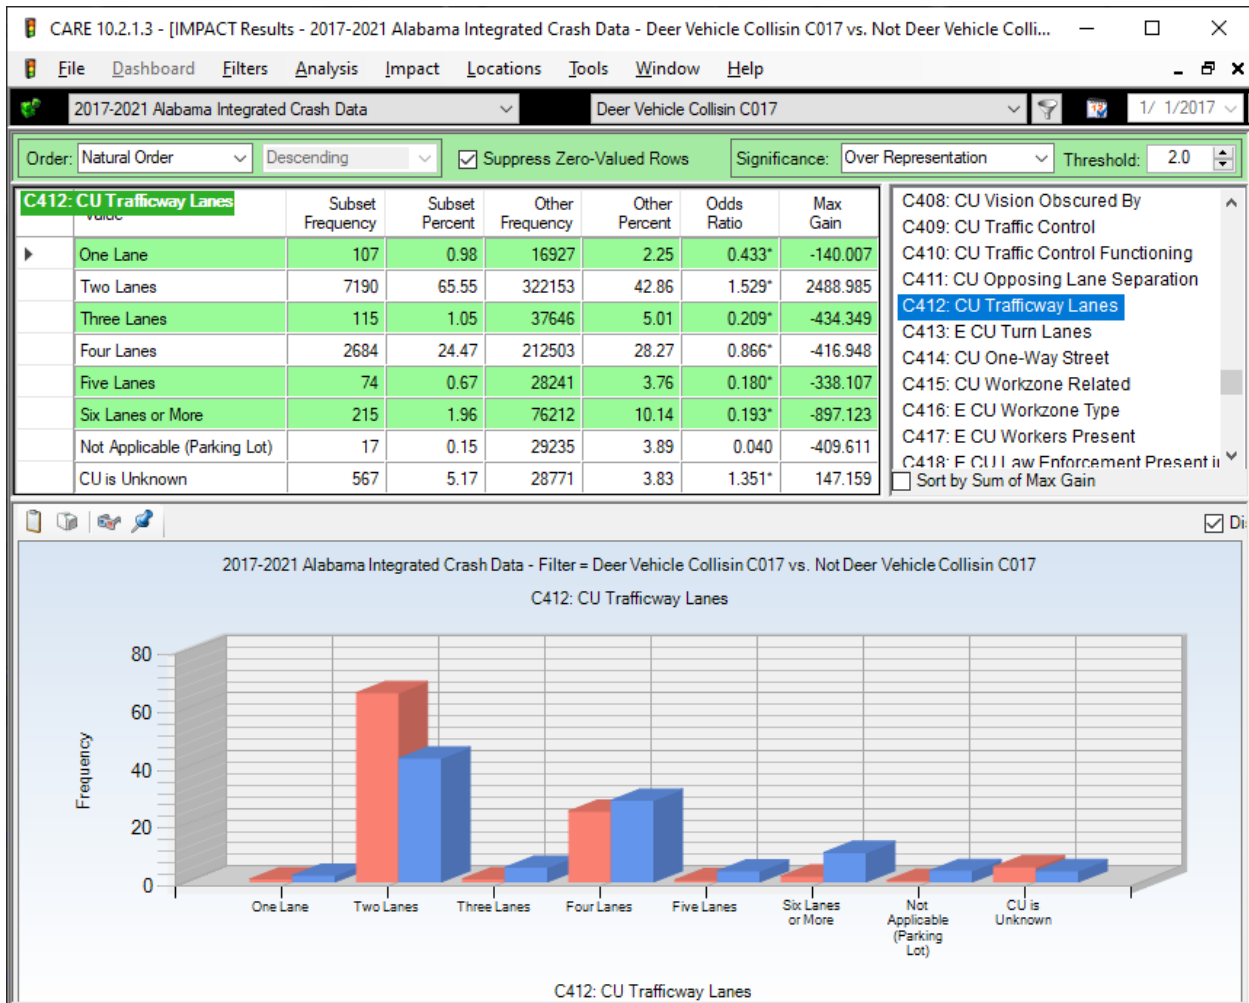 CARE 10.2.1.3 - [IMPACT Results - 2017-2021 Alabama Integrated Crash Data - Deer Vehicle Collisin C017 vs. Not Deer Vehicle Colli...
File Dashboard Filters Analysis Impact Locations Tools Window Help
2017-2021 Alabama Integrated Crash Data Deer Vehicle Collisin C017 1/ 1/2017
Order: Natural Order Descending Suppress Zero-Valued Rows Significance: Over Representation Threshold: 2.0
C412: CU Trafficway Lanes
Subset Frequency Subset Percent Other Frequency Other Percent Odds Ratio Max Gain
One Lane 107 0.98 16927 2.25 0.433* -140.007
Two Lanes 7190 65.55 322153 42.86 1.529* 2488.985
Three Lanes 115 1.05 37646 5.01 0.209* -434.349
Four Lanes 2684 24.47 212503 28.27 0.866* -416.948
Five Lanes 74 0.67 28241 3.76 0.180* -338.107
Six Lanes or More 215 1.96 76212 10.14 0.193* -897.123
Not Applicable (Parking Lot) 17 0.15 29235 3.89 0.040 -409.611
CU is Unknown 567 5.17 28771 3.83 1.351* 147.159
C408: CU Vision Obscured By
C409: CU Traffic Control
C410: CU Traffic Control Functioning
C411: CU Opposing Lane Separation
C412: CU Trafficway Lanes
C413: E CU Turn Lanes
C414: CU One-Way Street
C415: CU Workzone Related
C416: E CU Workzone Type
C417: E CU Workers Present
C418: E CU Law Enforcement Present i
Sort by Sum of Max Gain
Di
2017-2021 Alabama Integrated Crash Data - Filter = Deer Vehicle Collisin C017 vs. Not Deer Vehicle Collisin C017
C412: CU Trafficway Lanes
80
60
40
20
0
Frequency
One Lane Two Lanes Three Lanes Four Lanes Five Lanes Six Lanes or More Not Applicable (Parking Lot) CU is Unknown
C412: CU Trafficway Lanes